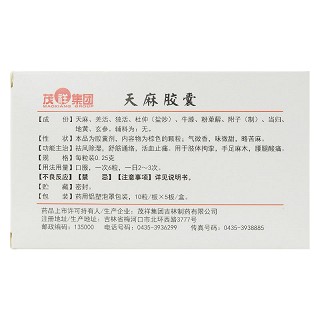 茂祥集团
MAOXIANG GROUP
天麻胶囊
【成 份】天麻、羌活、独活、杜仲（盐炒）、牛膝、粉萆薢、附子（制）、当归、
地黄、玄参。辅料为：无。
【性 状】本品为胶囊剂，内容物为棕色的颗粒；气微香，味微甜，略苦麻。
【功能主治】祛风除湿，舒筋通络，活血止痛。用于肢体拘挛，手足麻木，腰腿酸痛。
【规 格】每粒装0.25克
【用法用量】口服，一次6粒，一日2～3次。
【不良反应】【禁 忌】【注意事项】详见说明书。
【贮 藏】密封。
【包 装】药用铝塑泡罩包装，10粒/板×5板/盒。
药品上市许可持有人/生产企业：茂祥集团吉林制药有限公司
注册地址/生产地址：吉林省梅河口市北环西路3777号
邮政编码：135000 电话号码：0435-3936299 传真号码：0435-3938885